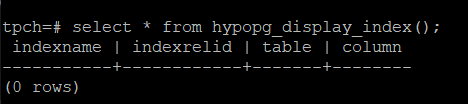 tpch=# select * from hypopg_display_index();
 indexname | indexrelid | table | column
-----------+------------+-------+--------
(0 rows)